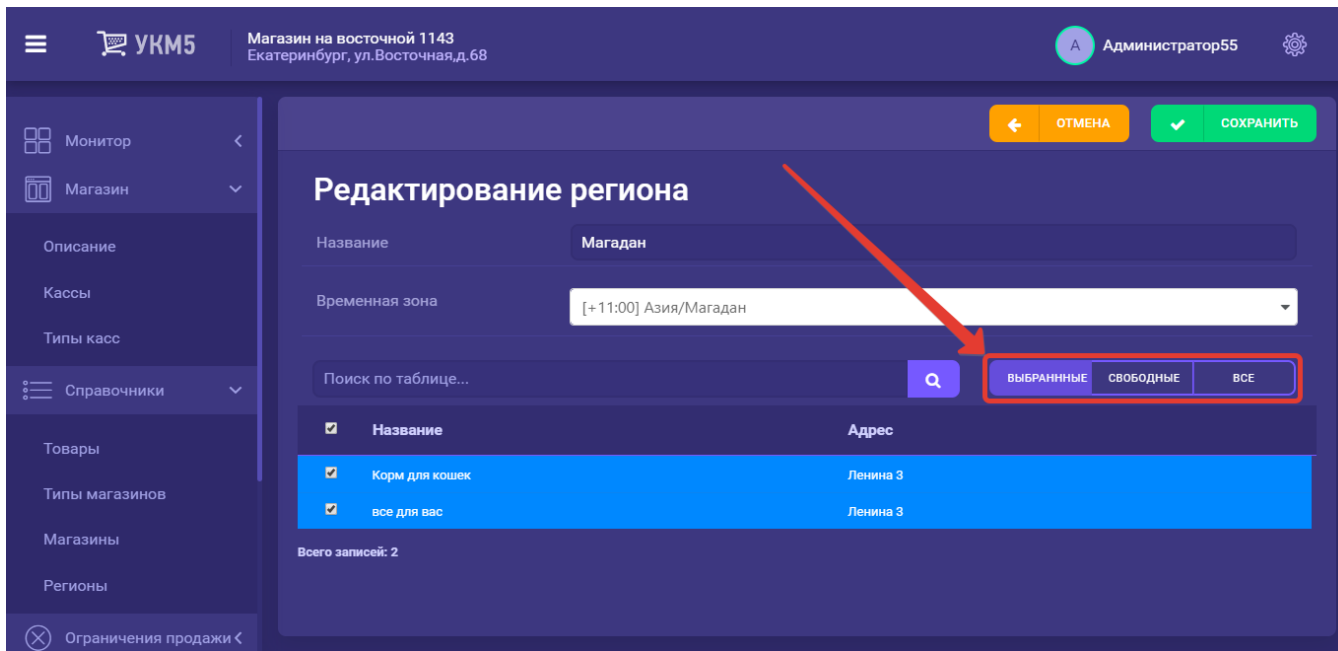 УКМ5
Магазин на восточной 1143
Екатеринбург, ул.Восточная,д.68
А Администратор55
Монитор
Магазин
Описание
Кассы
Типы касс
Справочники
Товары
Типы магазинов
Магазины
Регионы
Ограничения продажи
ОТМЕНА СОХРАНИТЬ
Редактирование региона
Название Магадан
Временная зона [+11:00] Азия/Магадан
Поиск по таблице... ВЫБРАНННЫЕ СВОБОДНЫЕ ВСЕ
Название Адрес
Корм для кошек Ленина 3
все для вас Ленина 3
Всего записей: 2